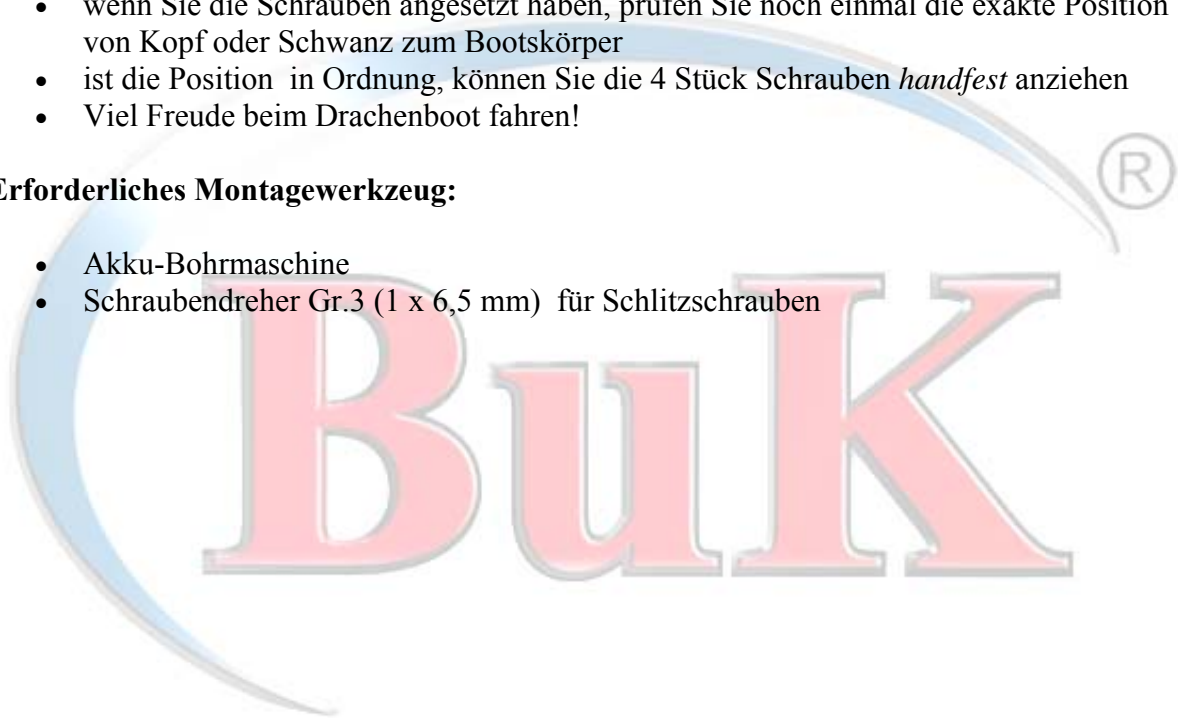 • wenn Sie die Schrauben angesetzt haben, prüfen Sie noch einmal die exakte Position
von Kopf oder Schwanz zum Bootskörper
• ist die Position in Ordnung, können Sie die 4 Stück Schrauben handfest anziehen
• Viel Freude beim Drachenboot fahren!
Erforderliches Montagewerkzeug:
• Akku-Bohrmaschine
• Schraubendreher Gr.3 (1 x 6,5 mm) für Schlitzschrauben
BuK
®